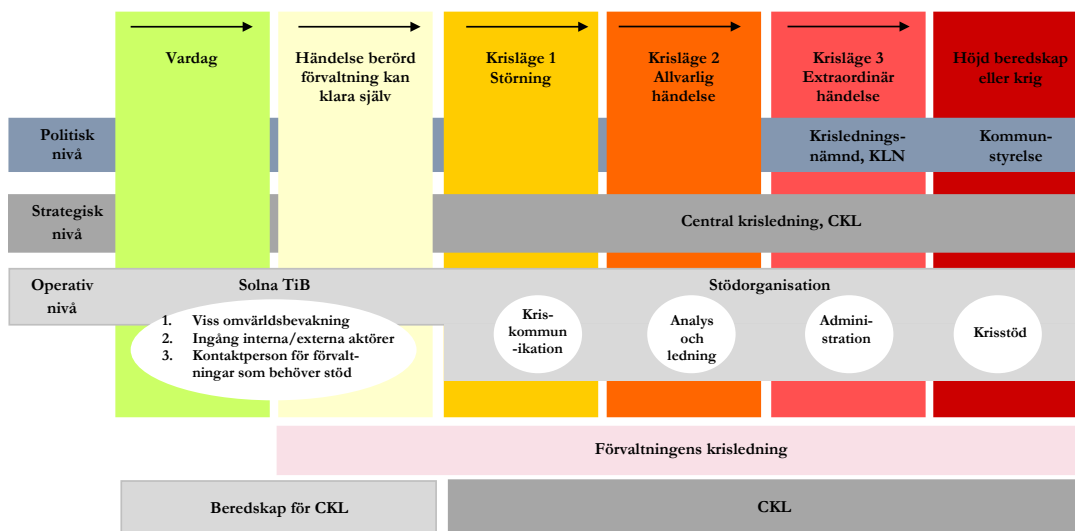 Vardag
Händelse berörd
förvaltning kan
klara själv
Krisläge 1
Störning
Krisläge 2
Allvarlig
händelse
Krisläge 3
Extraordinär
händelse
Höjd beredskap
eller krig
Politisk
nivå
Krislednings-
nämnd, KLN
Kommun-
styrelse
Strategisk
nivå
Central krisledning, CKL
Operativ
nivå
Solna TiB
Stödorganisation
1. Viss omvärldsbevakning
2. Ingång interna/externa aktörer
3. Kontaktperson för förvalt-
ningar som behöver stöd
Kris-
kommun
-ikation
Analys
och
ledning
Admini-
stration
Krisstöd
Förvaltningens krisledning
Beredskap för CKL
CKL